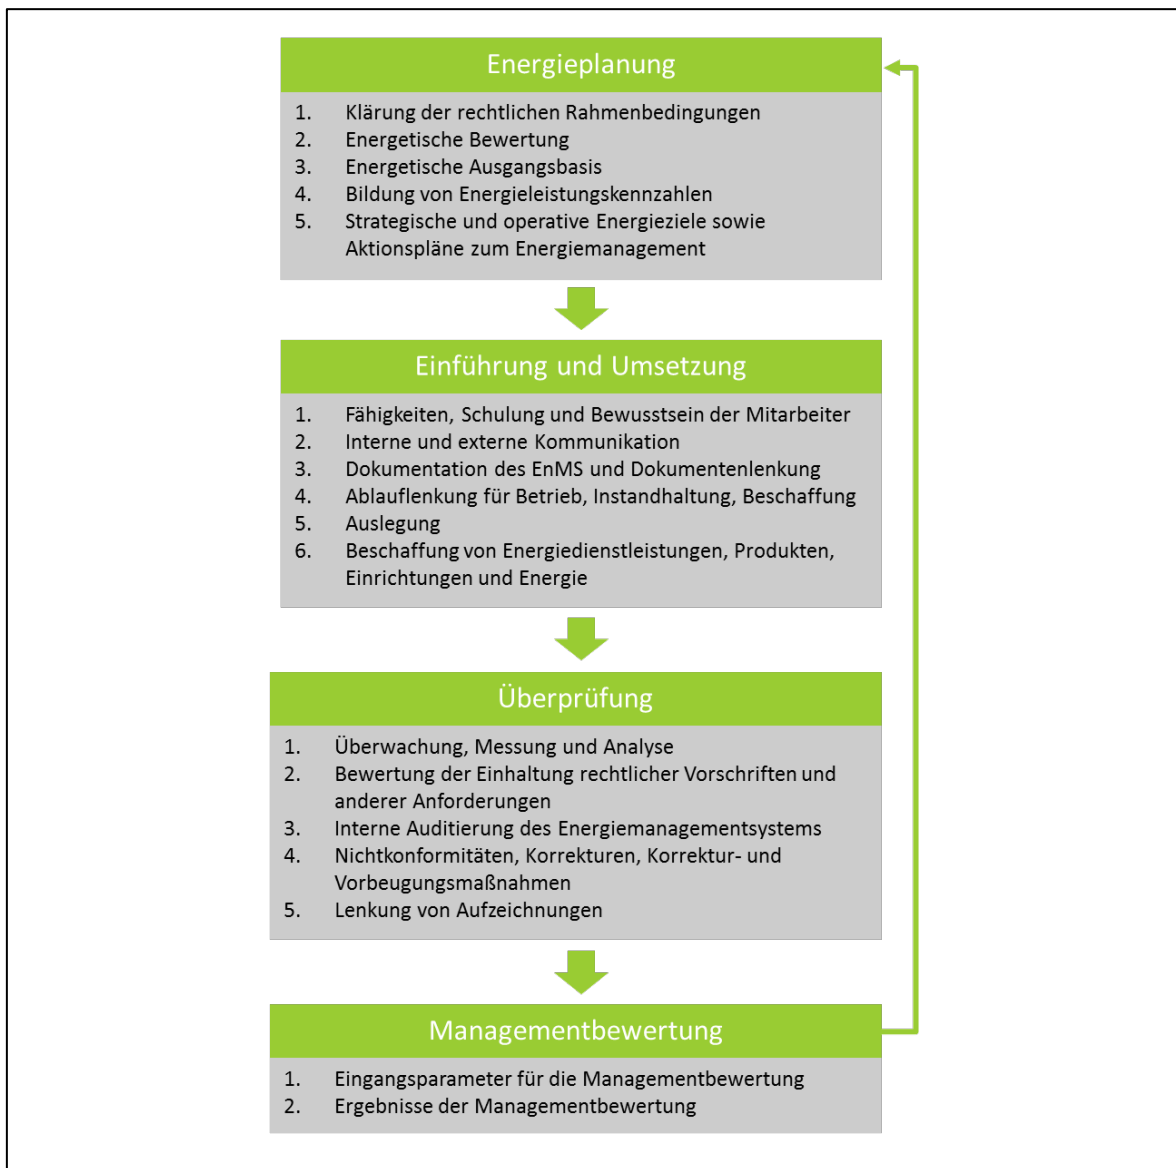 Energieplanung
1. Klärung der rechtlichen Rahmenbedingungen
2. Energetische Bewertung
3. Energetische Ausgangsbasis
4. Bildung von Energieleistungskennzahlen
5. Strategische und operative Energieziele sowie
Aktionspläne zum Energiemanagement
Einführung und Umsetzung
1. Fähigkeiten, Schulung und Bewusstsein der Mitarbeiter
2. Interne und externe Kommunikation
3. Dokumentation des EnMS und Dokumentenlenkung
4. Ablauflenkung für Betrieb, Instandhaltung, Beschaffung
5. Auslegung
6. Beschaffung von Energiedienstleistungen, Produkten,
Einrichtungen und Energie
Überprüfung
1. Überwachung, Messung und Analyse
2. Bewertung der Einhaltung rechtlicher Vorschriften und
anderer Anforderungen
3. Interne Auditierung des Energiemanagementsystems
4. Nichtkonformitäten, Korrekturen, Korrektur- und
Vorbeugungsmaßnahmen
5. Lenkung von Aufzeichnungen
Managementbewertung
1. Eingangsparameter für die Managementbewertung
2. Ergebnisse der Managementbewertung